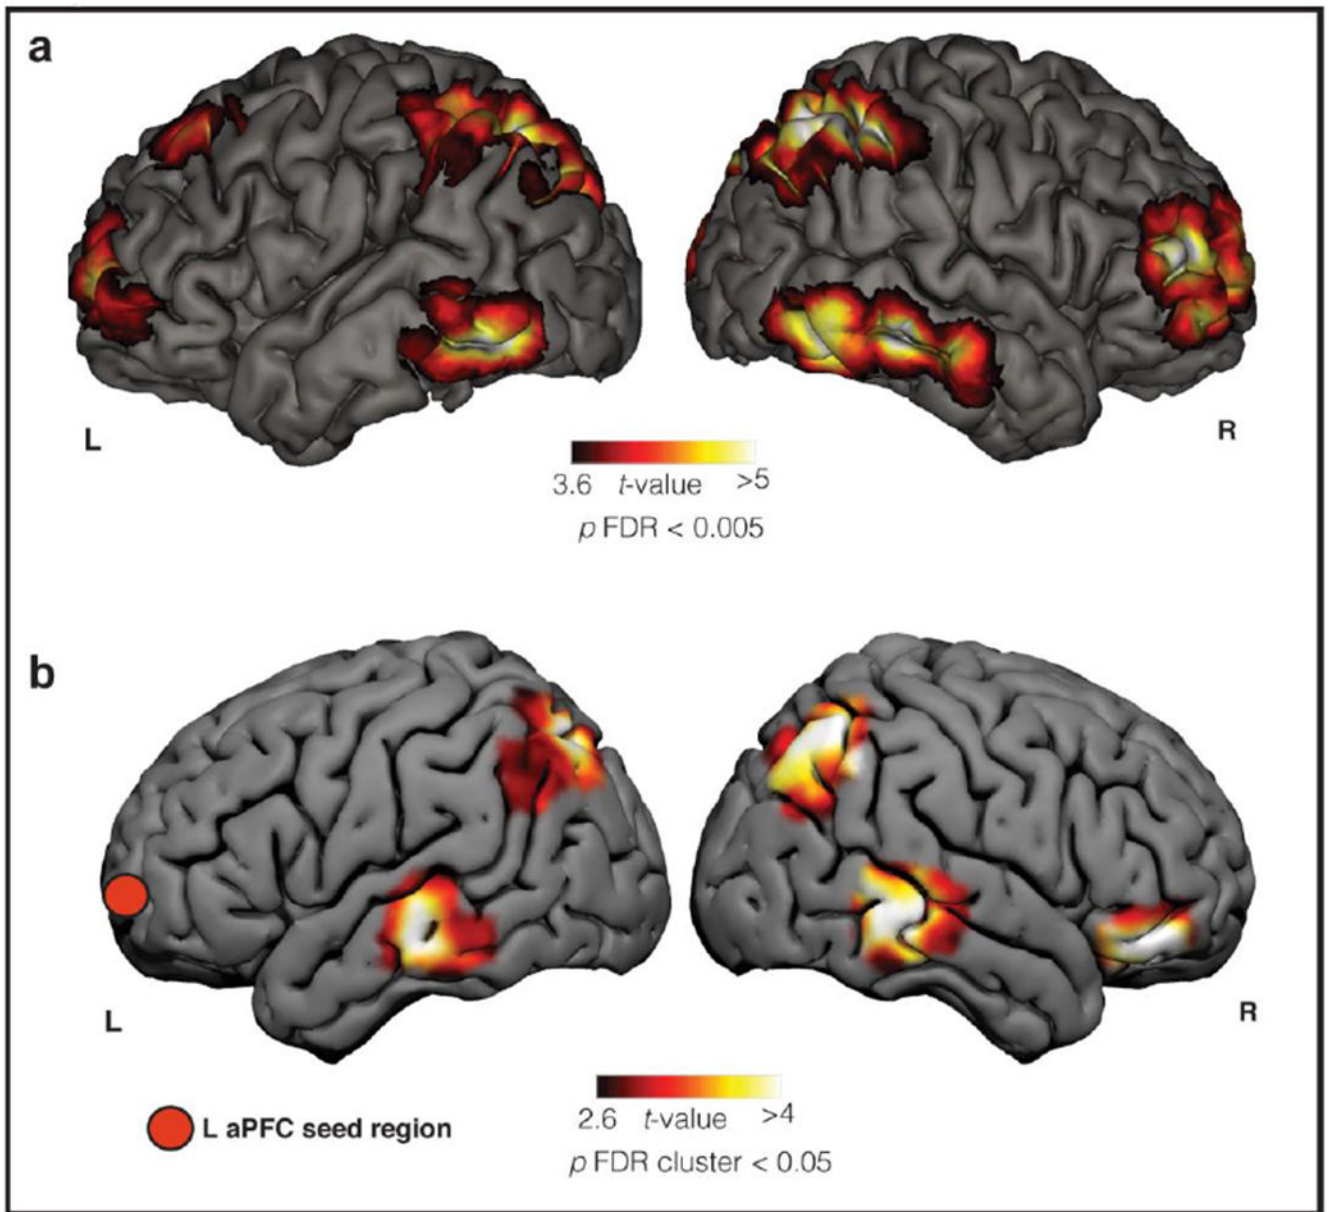 a
L
R
3.6 t-value >5
p FDR < 0.005
b
L
R
L aPFC seed region
2.6 t-value >4
p FDR cluster < 0.05